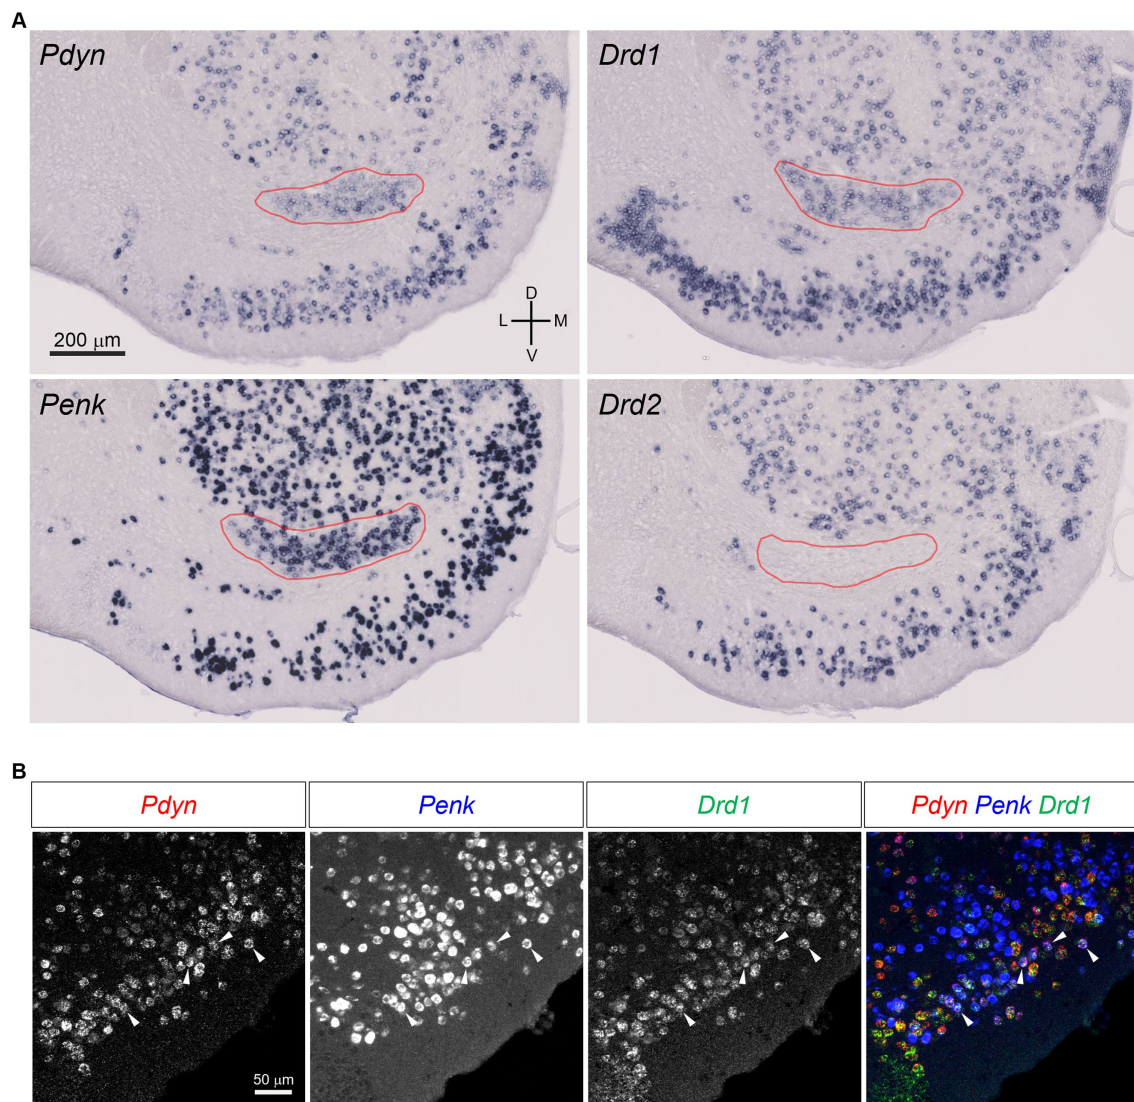 A
Pdyn
Drd1
D
L M
V
200 μm
Penk
Drd2
B
Pdyn
Penk
Drd1
Pdyn Penk Drd1
50 μm